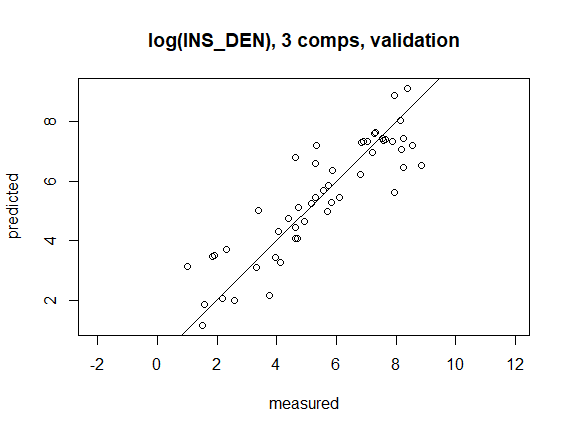 log(INS_DEN), 3 comps, validation
predicted
8
6
4
2
-2 0 2 4 6 8 10 12
measured